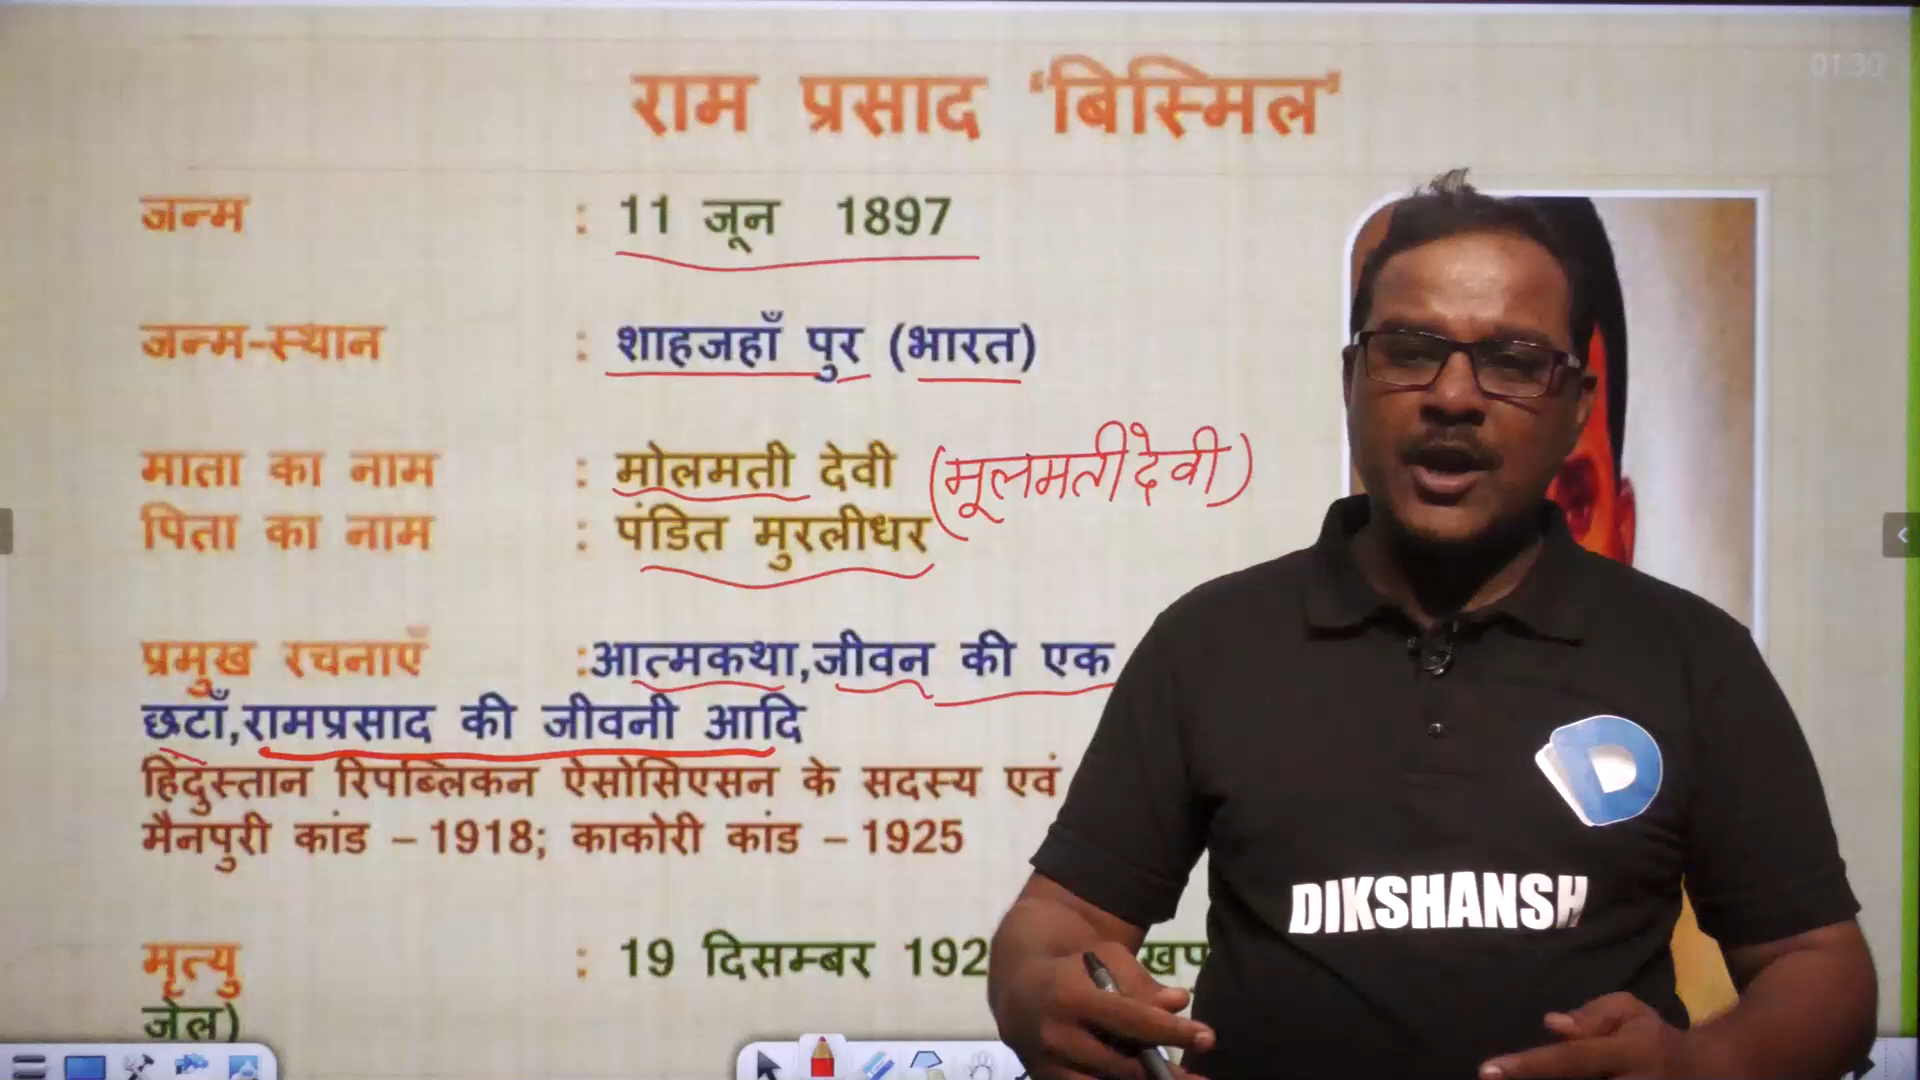 राम प्रसाद ‘बिस्मिल’
01:30
जन्म : 11 जून 1897
जन्म-स्थान : शाहजहाँ पुर (भारत)
माता का नाम : मोलमती देवी (मूलमती देवी)
पिता का नाम : पंडित मुरलीधर
प्रमुख रचनाएँ :आत्मकथा,जीवन की एक
छटाँ,रामप्रसाद की जीवनी आदि
हिंदुस्तान रिपब्लिकन ऐसोसिएसन के सदस्य एवं
मैनपुरी कांड – 1918; काकोरी कांड – 1925
मृत्यु : 19 दिसम्बर 192
जेल)
D
DIKSHANSH